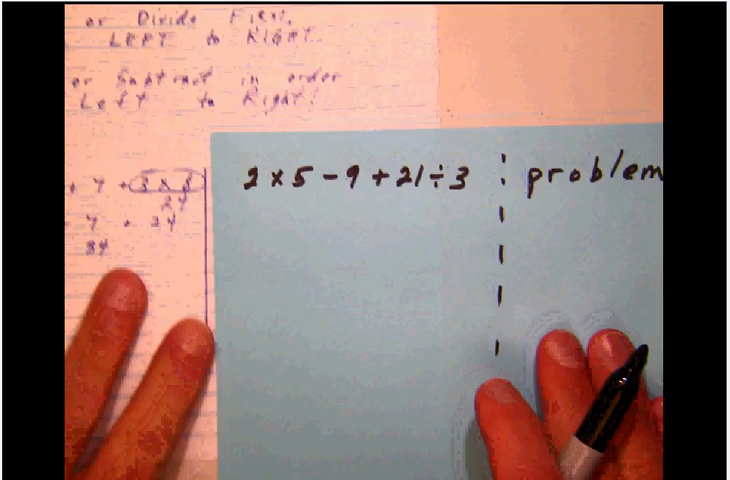 or Divide First.
LEFT to RIGHT.
or Subtract in order
Left to Right!
2 x 5 - 9 + 21 ÷ 3
problem